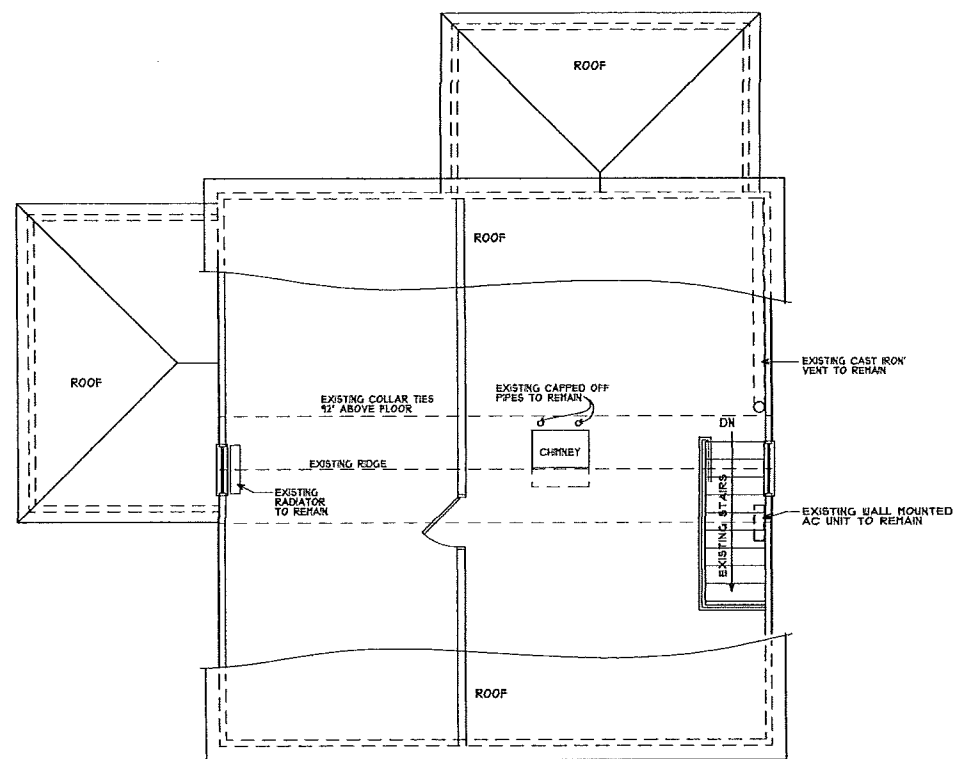 ROOF
ROOF
ROOF
EXISTING CAST IRON'
VENT TO REMAIN
EXISTING COLLAR TIES
92' ABOVE FLOOR
EXISTING CAPPED OFF
PIPES TO REMAIN
DN
CHIMNEY
EXISTING RIDGE
EXISTING
RADIATOR
TO REMAIN
EXISTING STAIRS
EXISTING WALL MOUNTED
AC UNIT TO REMAIN
ROOF